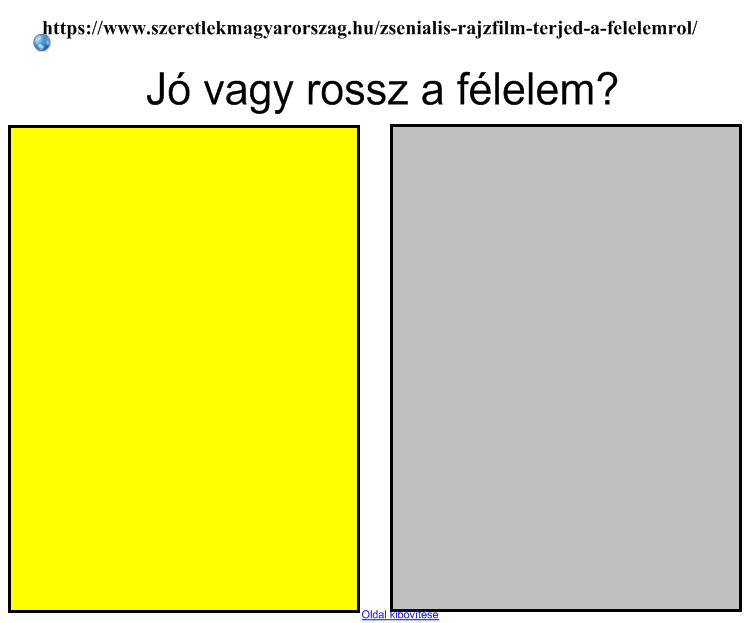 https://www.szeretlekmagyarorszag.hu/zsenialis-rajzfilm-terjed-a-felelemrol/
Jó vagy rossz a félelem?
Oldal kibővítése